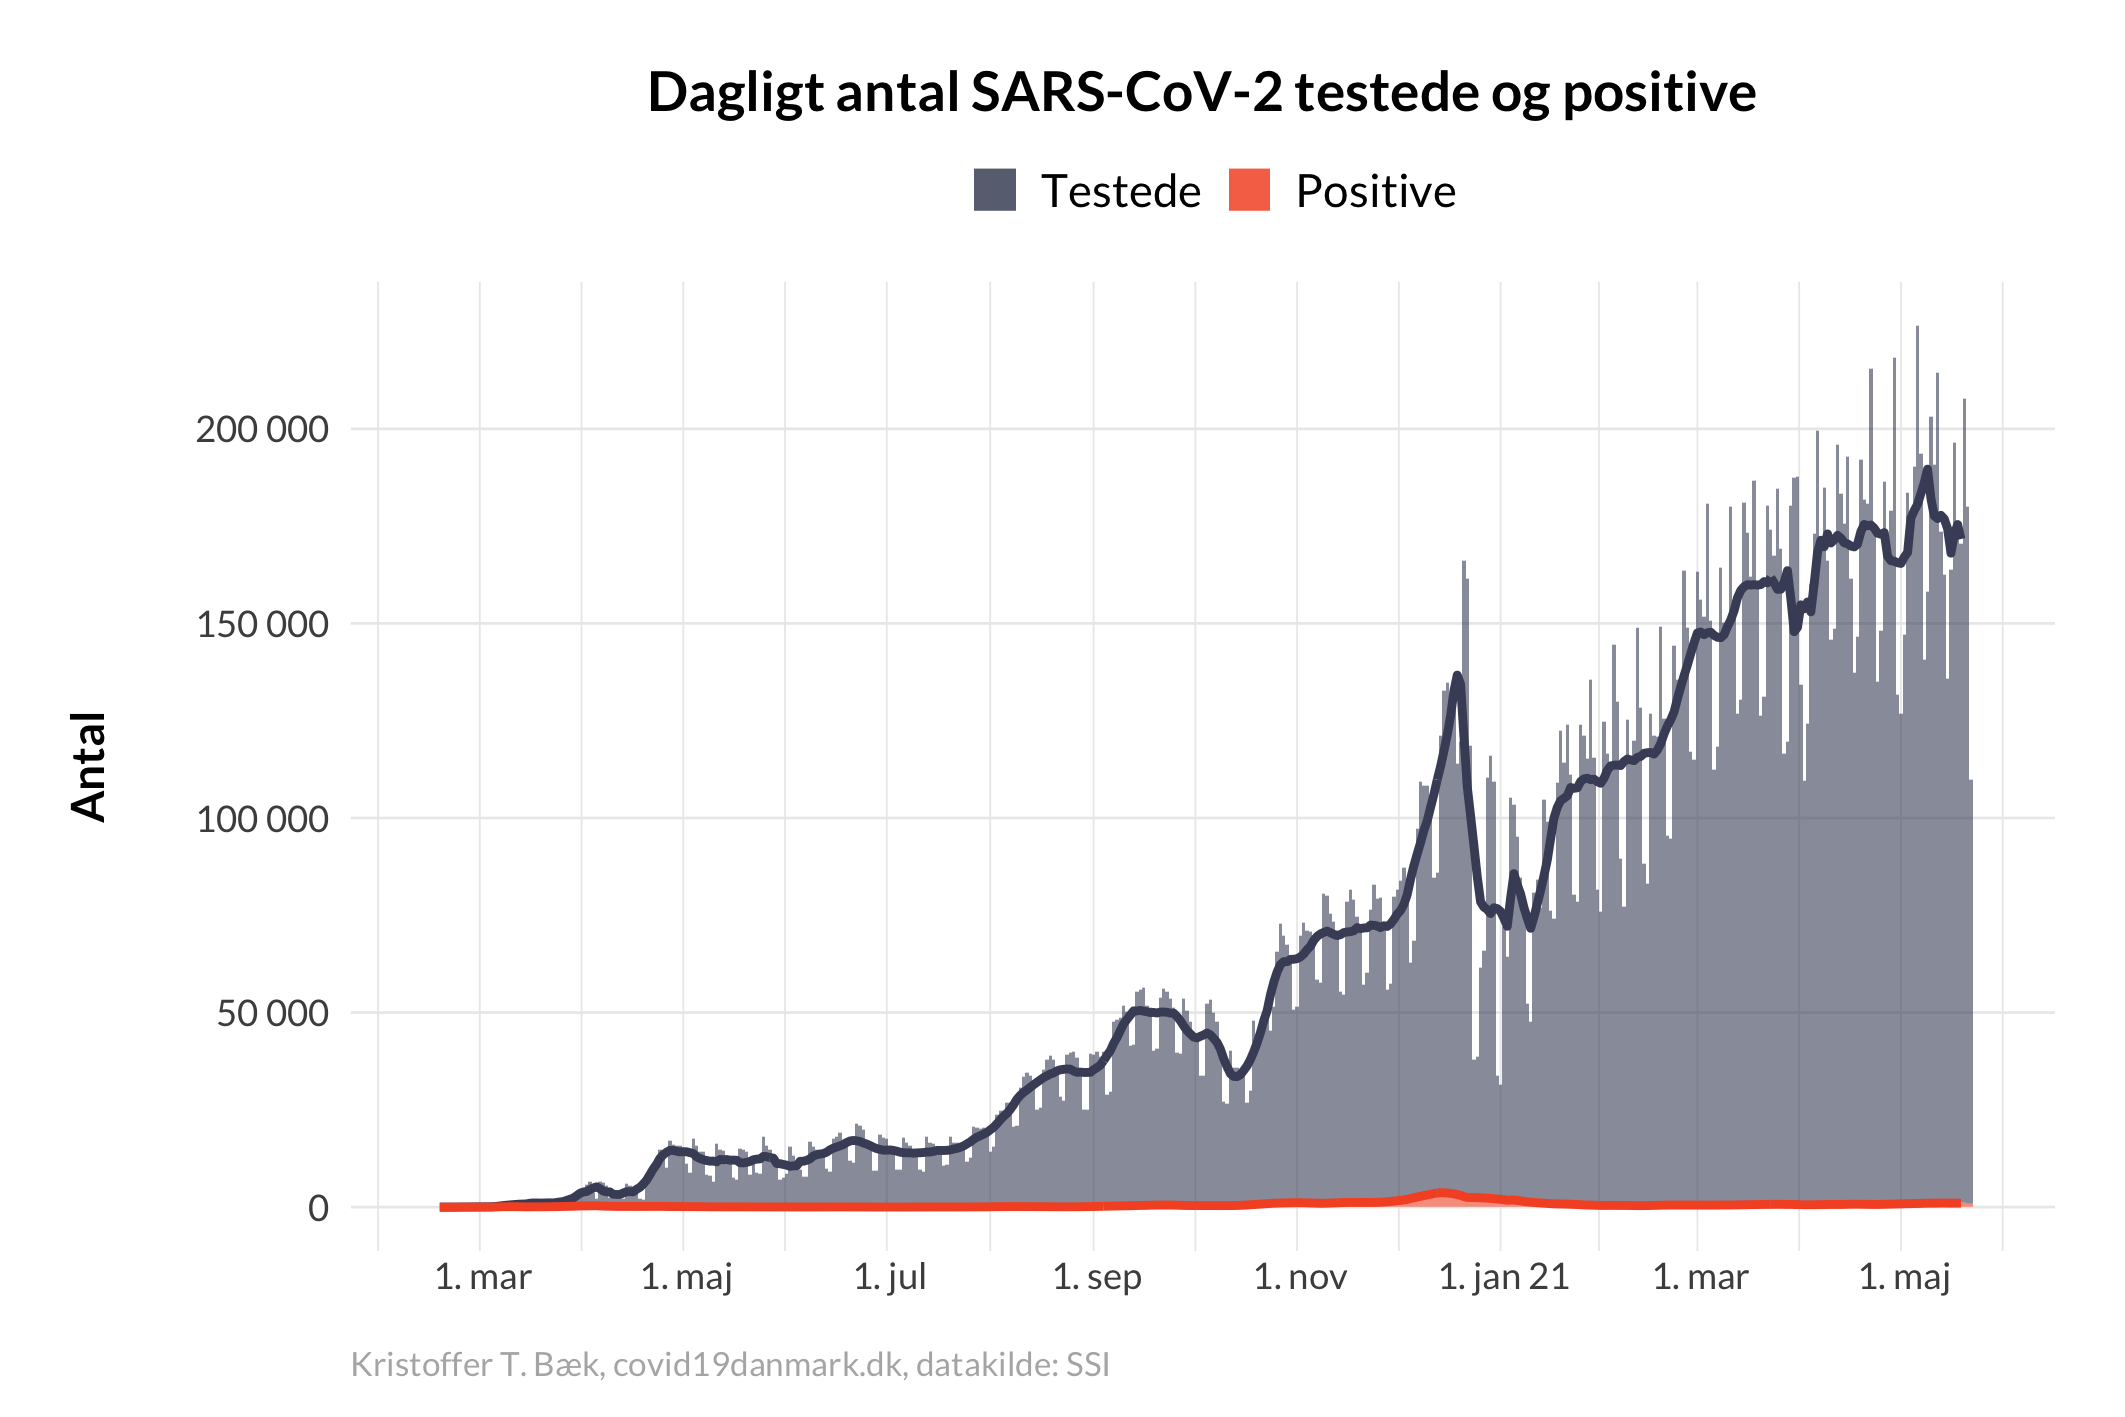 Dagligt antal SARS-CoV-2 testede og positive
Testede Positive
Antal
200 000
150 000
100 000
50 000
0
1. mar 1. maj 1. jul 1. sep 1. nov 1. jan 21 1. mar 1. maj
Kristoffer T. Bæk, covid19danmark.dk, datakilde: SSI